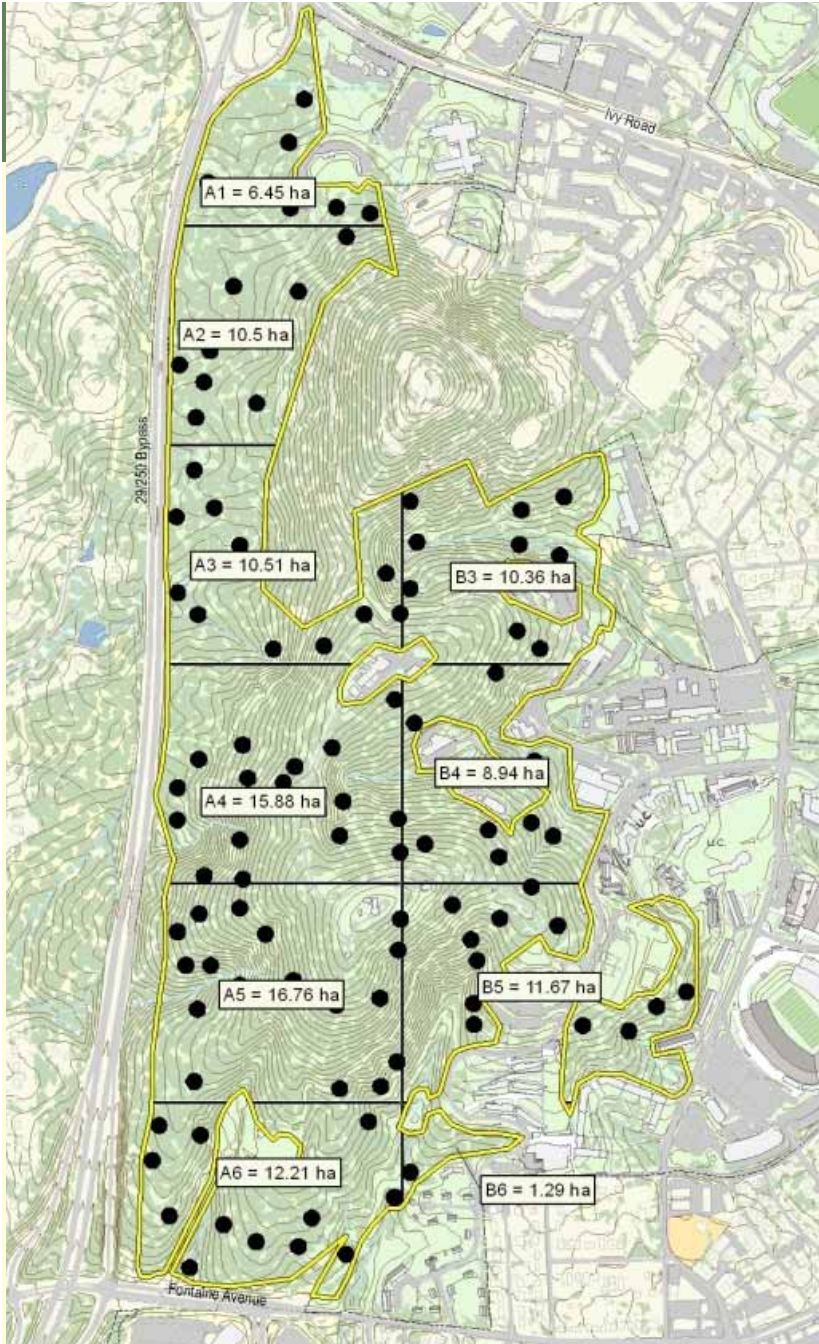 Ivy Road
A1 = 6.45 ha
A2 = 10.5 ha
29/250 Bypass
A3 = 10.51 ha
B3 = 10.36 ha
B4 = 8.94 ha
A4 = 15.88 ha
U.C.
U.C.
B5 = 11.67 ha
A5 = 16.76 ha
A6 = 12.21 ha
B6 = 1.29 ha
Fontaine Avenue